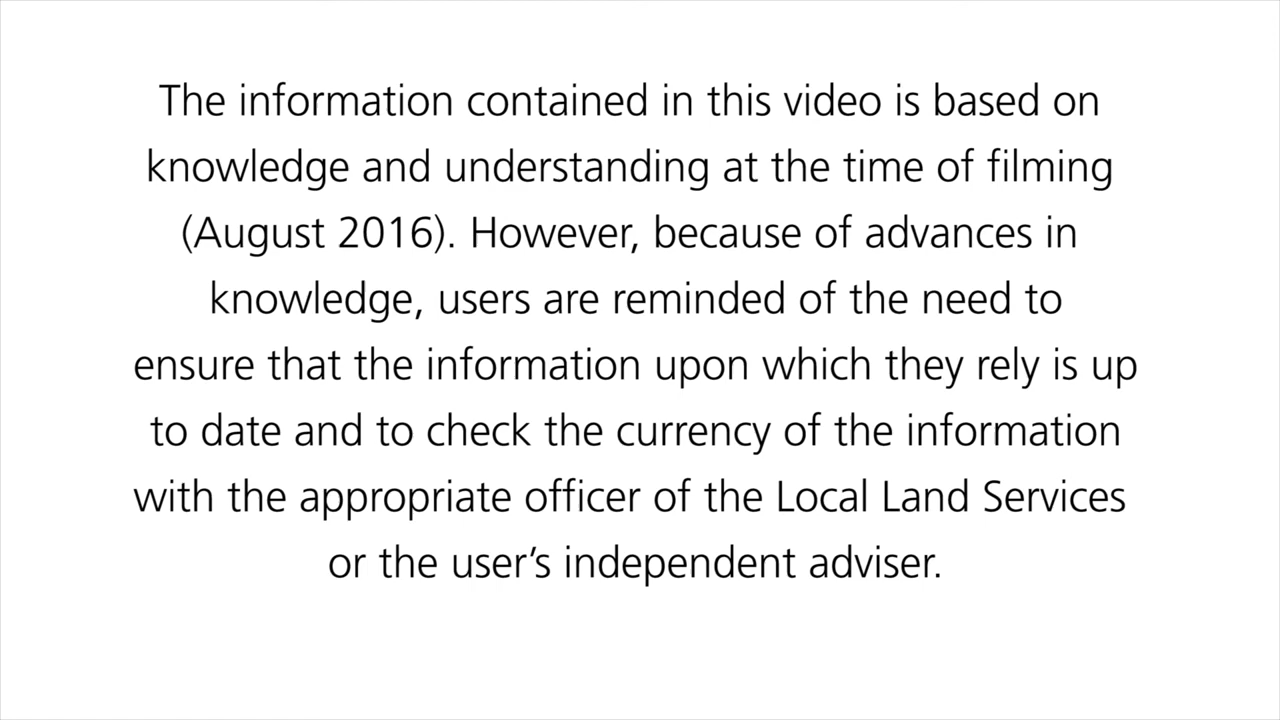 The information contained in this video is based on
knowledge and understanding at the time of filming
(August 2016). However, because of advances in
knowledge, users are reminded of the need to
ensure that the information upon which they rely is up
to date and to check the currency of the information
with the appropriate officer of the Local Land Services
or the user’s independent adviser.